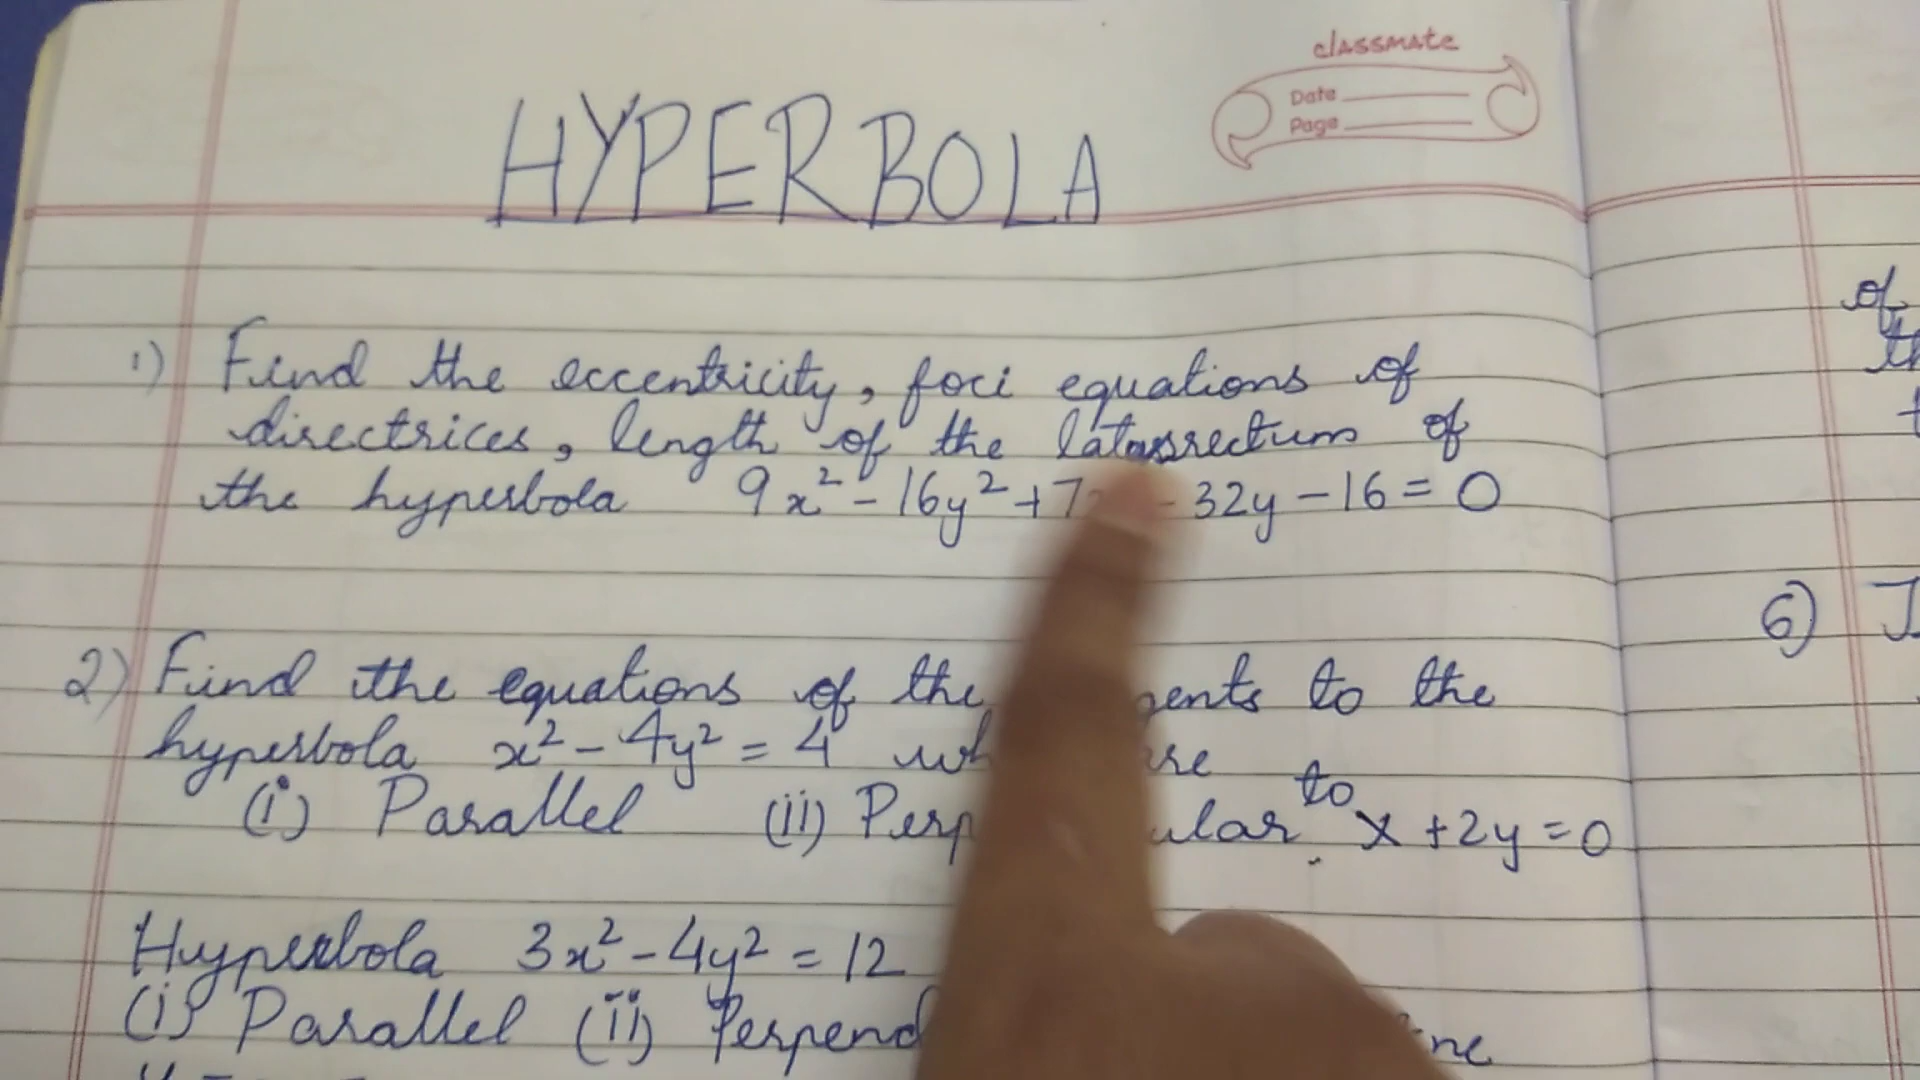 classmate
Date
Page
HYPERBOLA
1) Find the eccentricity, foci equations of
directrices, length of the latusrectum of
the hyperbola 9x² - 16y² + 7 - 32y - 16 = 0
2) Find the equations of the gents to the
hyperbola x² - 4y² = 4
(i) Parallel (ii) Perp ular to x + 2y = 0
Hyperbola 3x² - 4y² = 12
(i) Parallel (ii) Perpend
of
6)